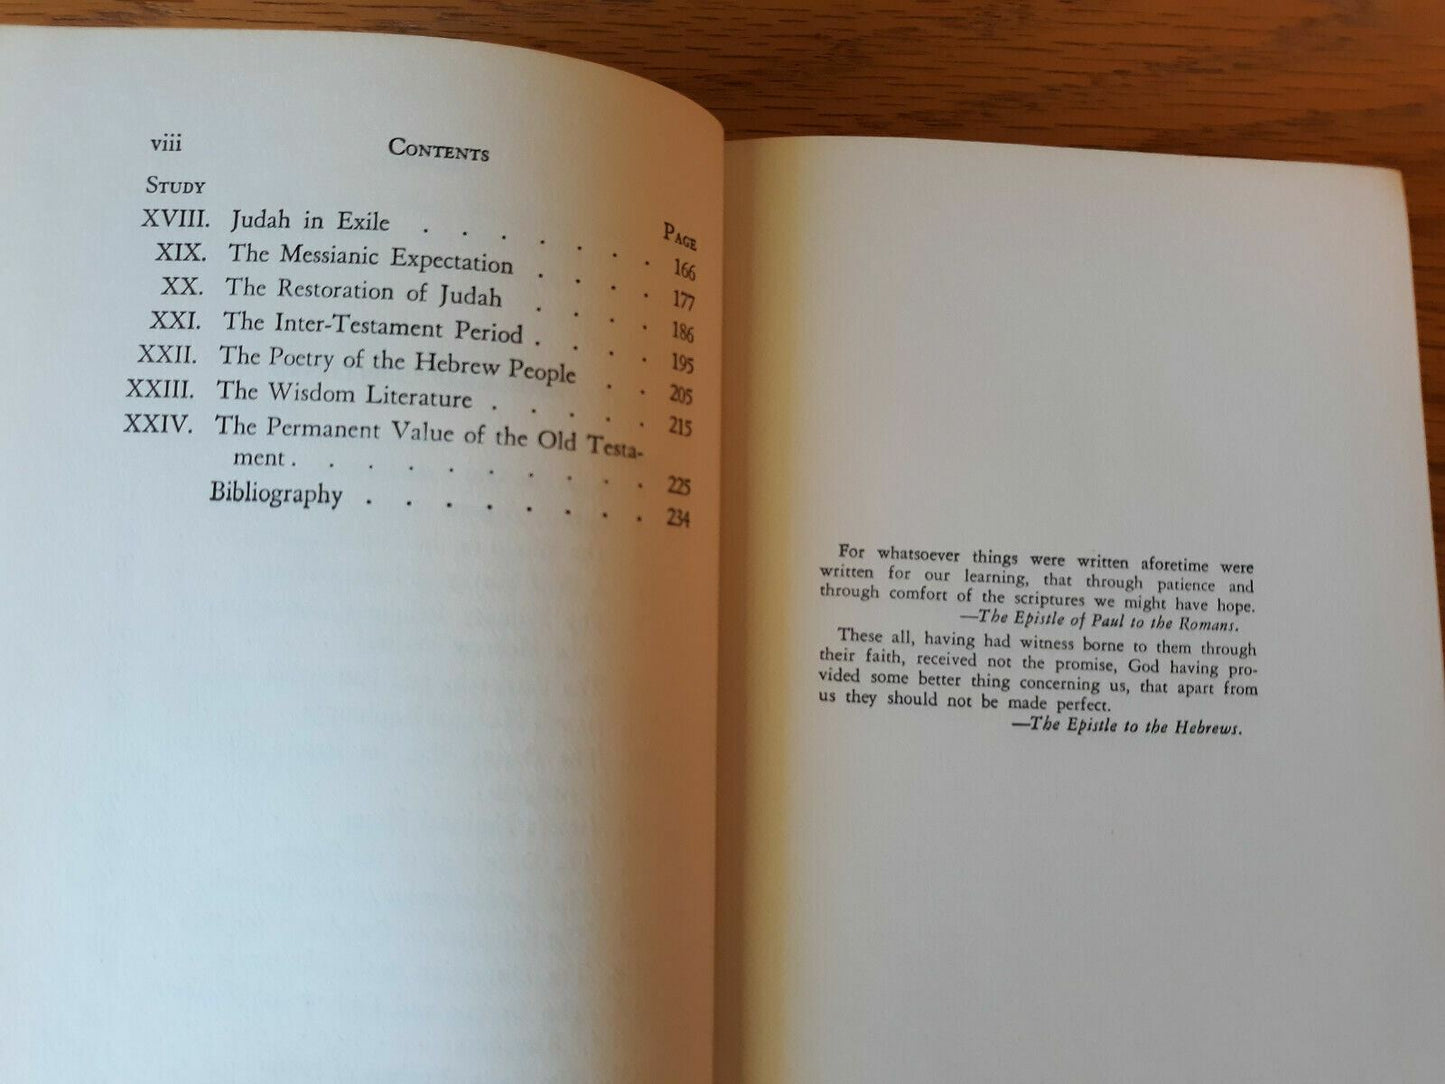 viii Contents
Study Page
XVIII. Judah in Exile . . . . . . . 166
XIX. The Messianic Expectation . . . . 177
XX. The Restoration of Judah . . . . 186
XXI. The Inter-Testament Period . . . . 195
XXII. The Poetry of the Hebrew People . . 205
XXIII. The Wisdom Literature . . . . . 215
XXIV. The Permanent Value of the Old Testa-
ment . . . . . . . . . . 225
Bibliography . . . . . . . . 234
For whatsoever things were written aforetime were
written for our learning, that through patience and
through comfort of the scriptures we might have hope.
—The Epistle of Paul to the Romans.
These all, having had witness borne to them through
their faith, received not the promise, God having pro-
vided some better thing concerning us, that apart from
us they should not be made perfect.
—The Epistle to the Hebrews.